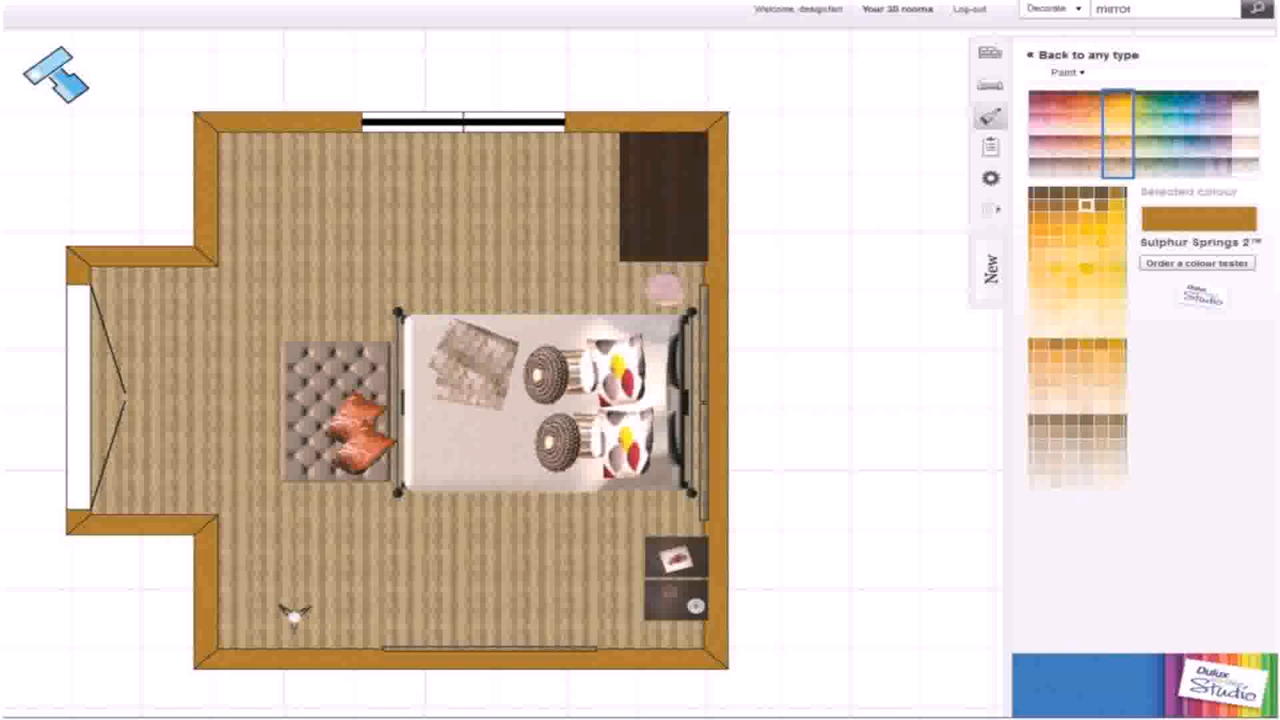 Welcome, designfan Your 3D rooms Log-out Decorate mirror
« Back to any type
Paint
Selected colour
Sulphur Springs 2™
Order a colour tester
New
Dulux
Studio
Dulux
Studio